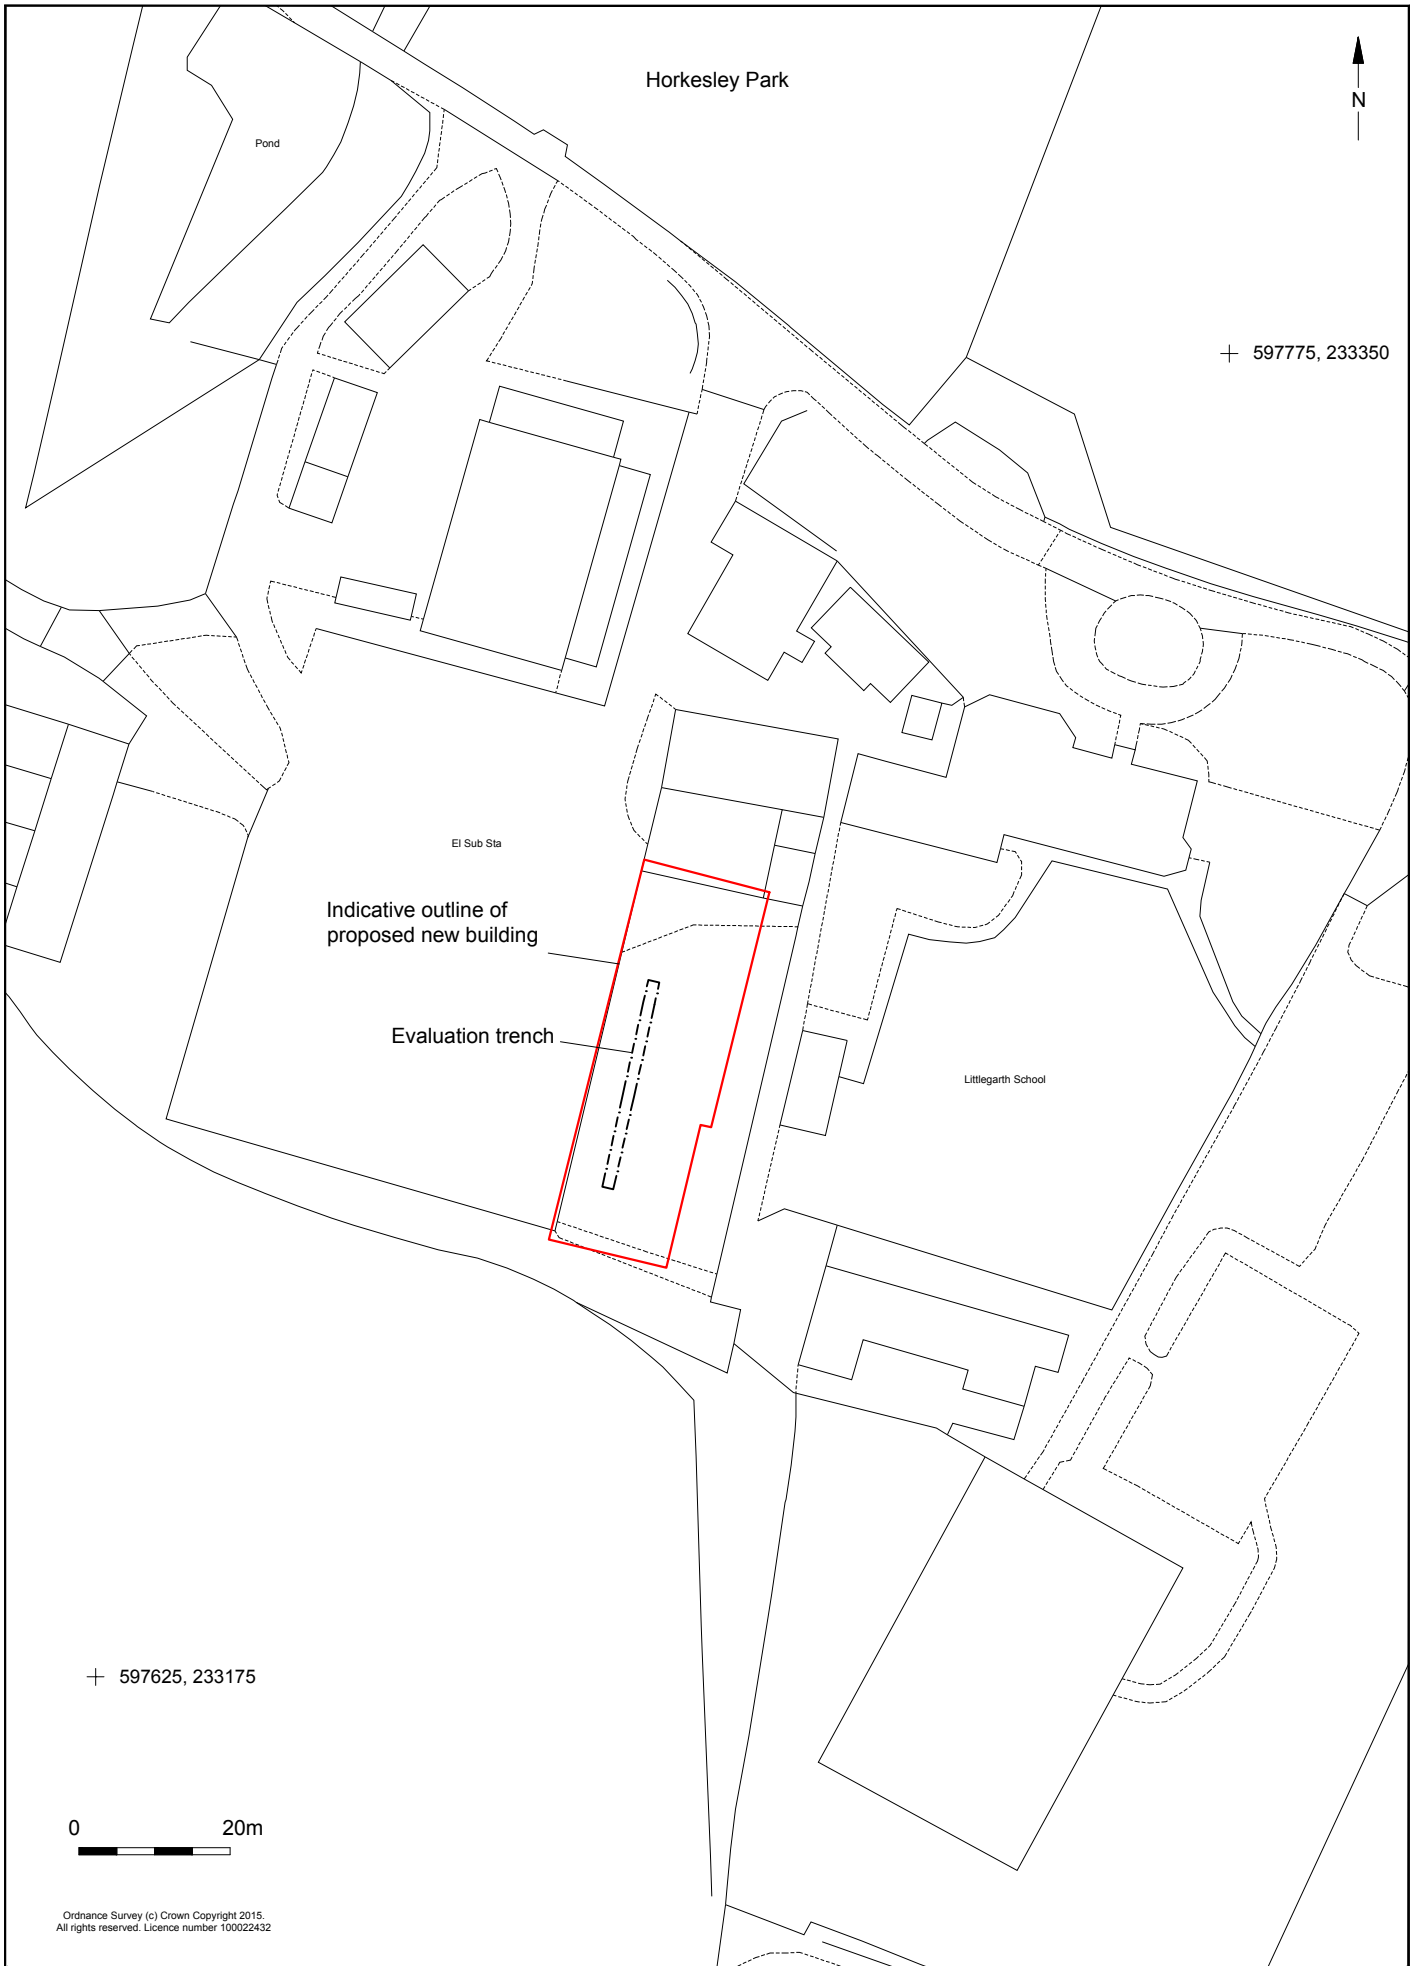 Horkesley Park
N
Pond
597775, 233350
El Sub Sta
Indicative outline of
proposed new building
Evaluation trench
Littlegarth School
597625, 233175
0 20m
Ordnance Survey (c) Crown Copyright 2015.
All rights reserved. Licence number 100022432